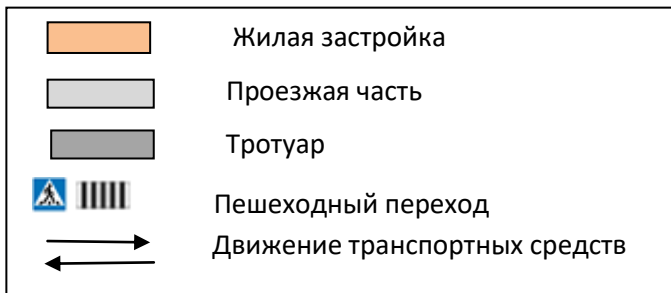 Жилая застройка
Проезжая часть
Тротуар
Пешеходный переход
Движение транспортных средств